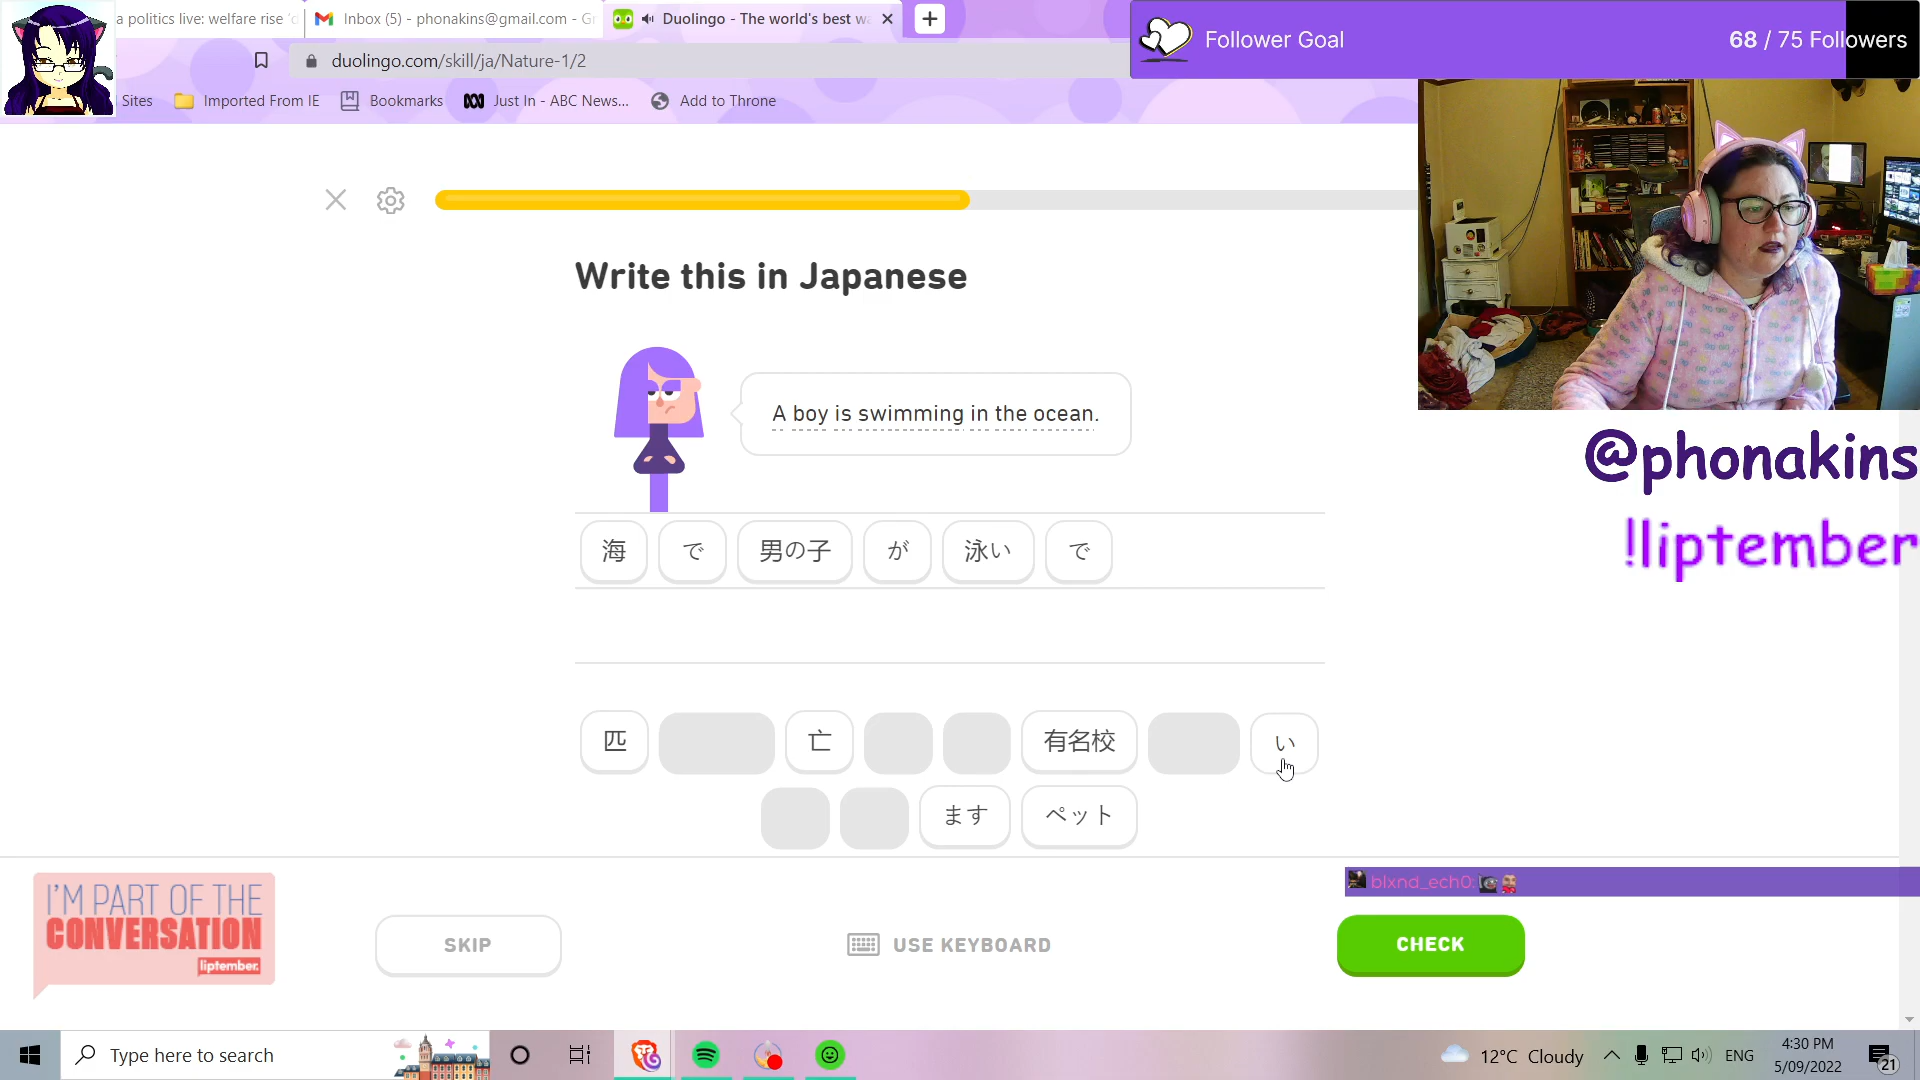 a politics live: welfare rise
Inbox (5) - phonakins@gmail.com - Gr
Duolingo - The world's best wa
Follower Goal
68 / 75 Followers
duolingo.com/skill/ja/Nature-1/2
Sites
Imported From IE
Bookmarks
Just In - ABC News...
Add to Throne
Write this in Japanese
A boy is swimming in the ocean.
@phonakins
!liptember
海 で 男の子 が 泳い で
匹 亡 有名校 い
ます ペット
blxnd_ech0:
I'M PART OF THE
CONVERSATION
liptember.
SKIP
USE KEYBOARD
CHECK
Type here to search
12°C Cloudy
ENG
4:30 PM
5/09/2022
21